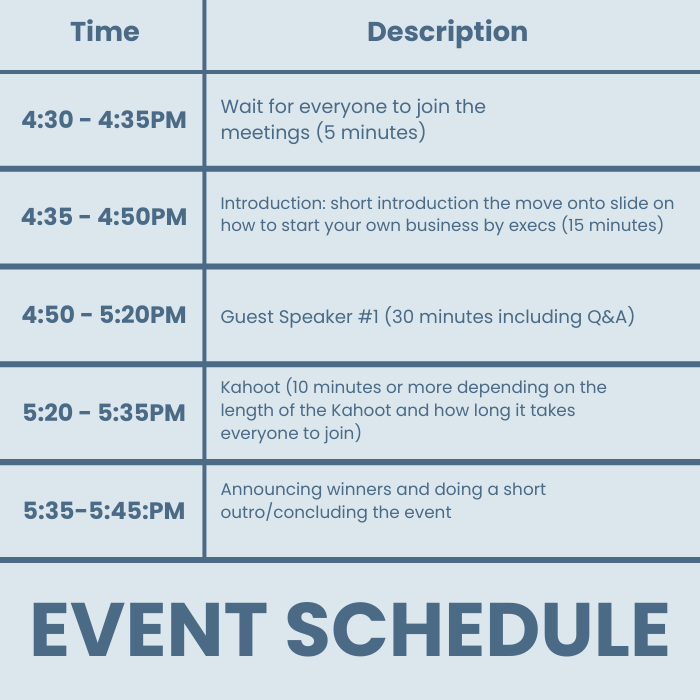 Time Description
4:30 - 4:35PM
Wait for everyone to join the
meetings (5 minutes)
4:35 - 4:50PM
Introduction: short introduction the move onto slide on
how to start your own business by execs (15 minutes)
4:50 - 5:20PM
Guest Speaker #1 (30 minutes including Q&A)
5:20 - 5:35PM
Kahoot (10 minutes or more depending on the
length of the Kahoot and how long it takes
everyone to join)
5:35-5:45:PM
Announcing winners and doing a short
outro/concluding the event
EVENT SCHEDULE